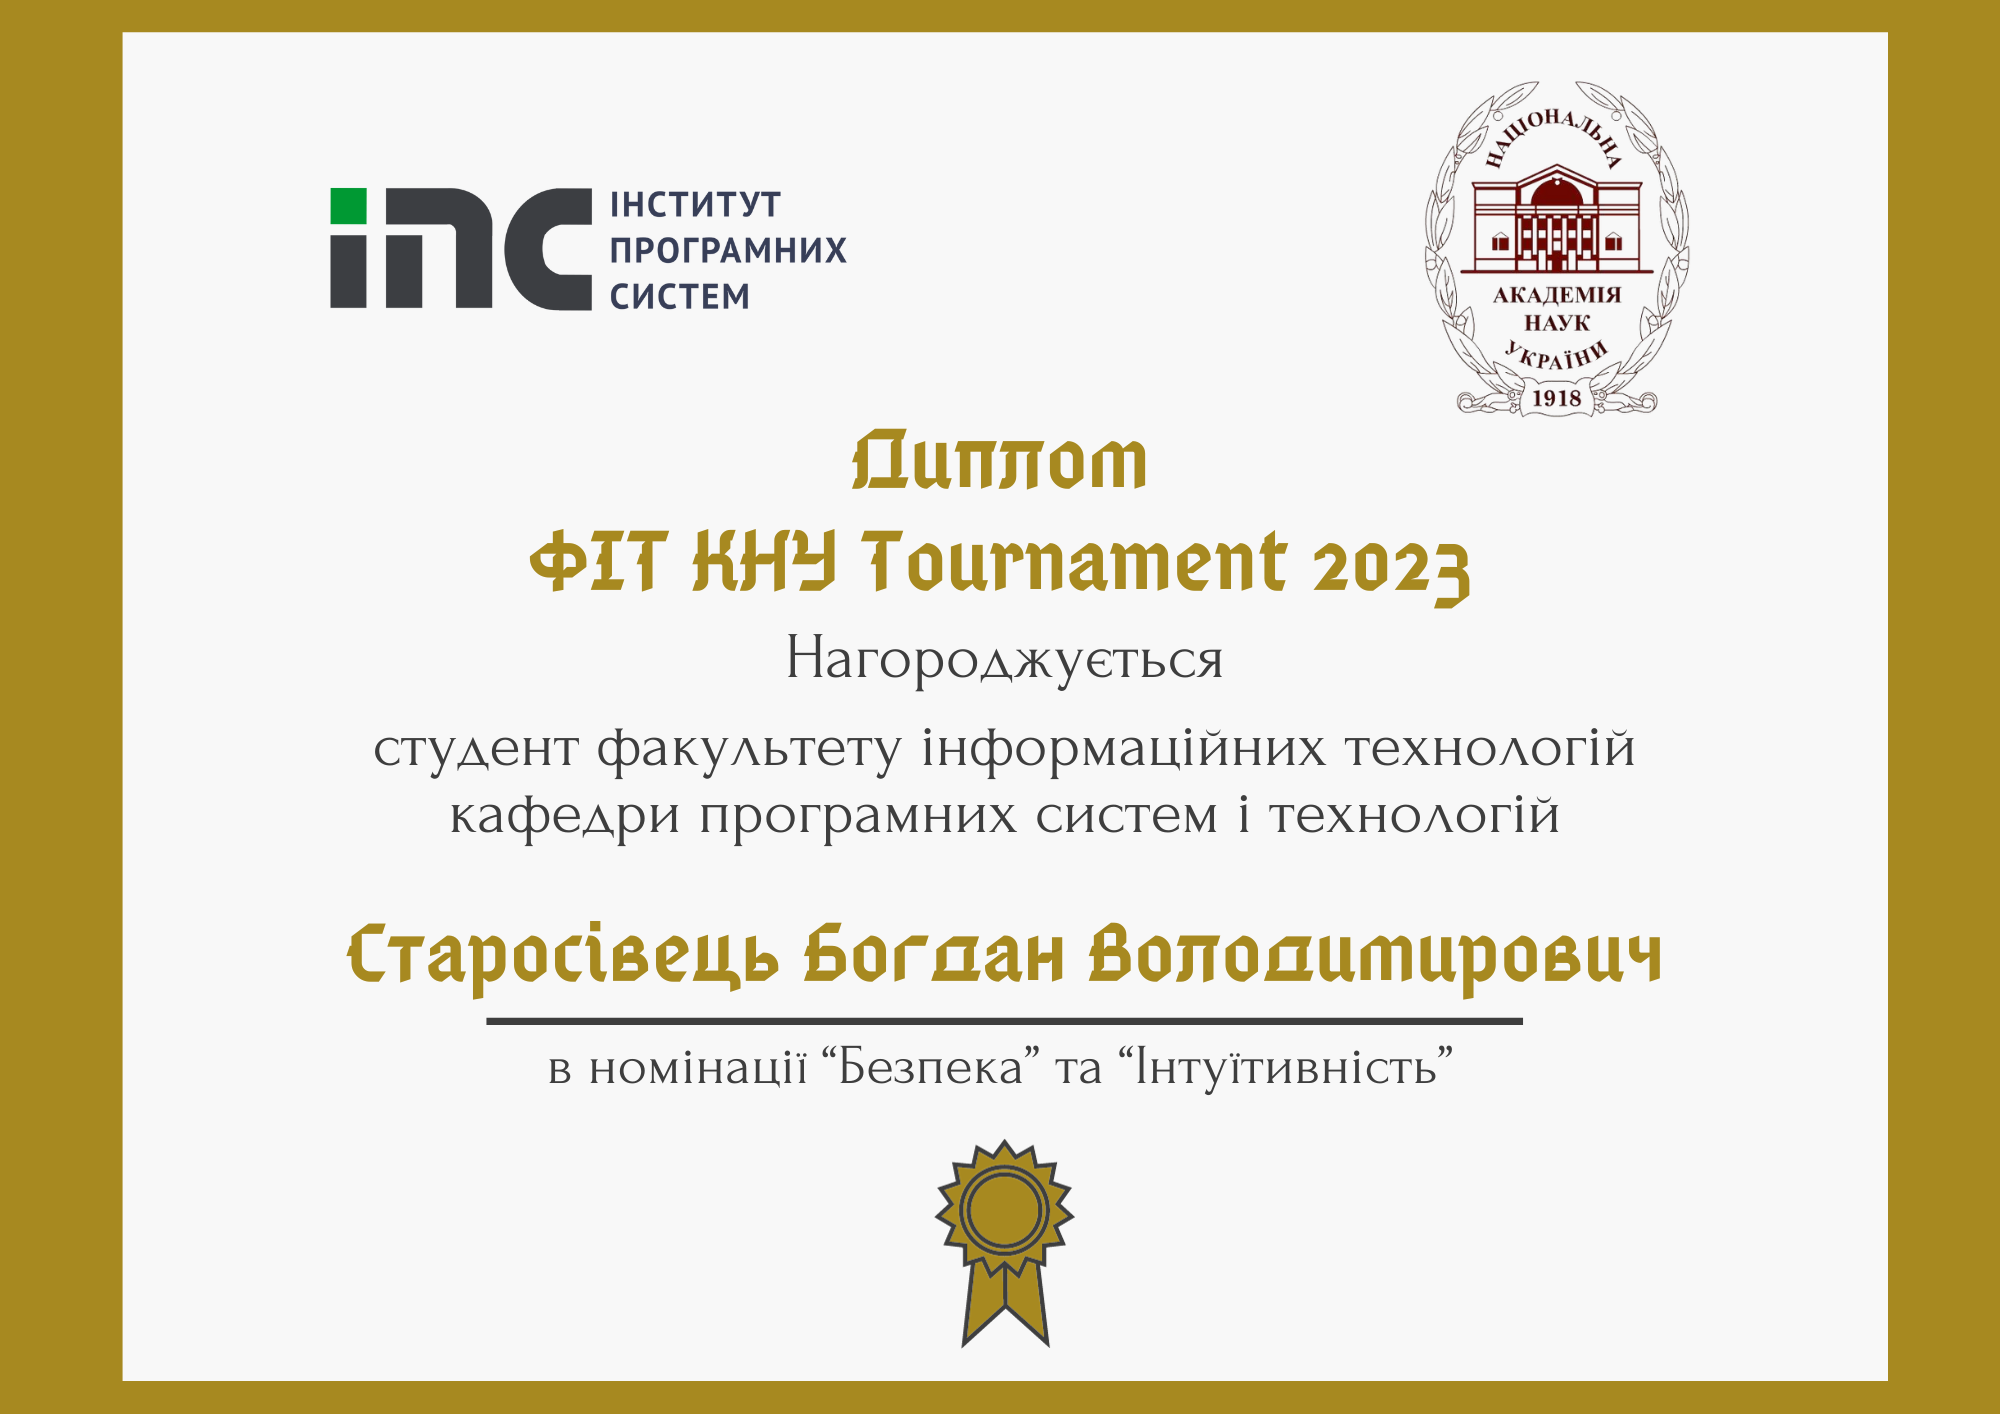 іпс
ІНСТИТУТ
ПРОГРАМНИХ
СИСТЕМ
НАЦІОНАЛЬНА
АКАДЕМІЯ
НАУК
УКРАЇНИ
1918
Диплом
ФІТ КНУ Tournament 2023
Нагороджується
студент факультету інформаційних технологій
кафедри програмних систем і технологій
Старосівець Богдан Володимирович
в номінації “Безпека” та “Інтуїтивність”